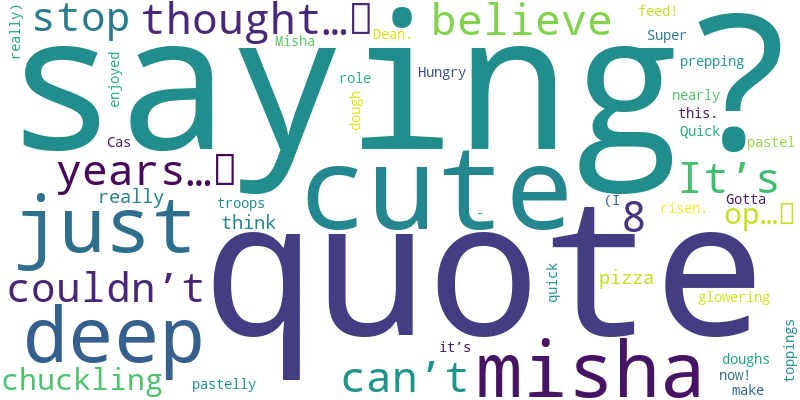 really)
stop
thought…▯
believe
feed!
Misha
Dean.
Super
saying?
enjoyed
role
Hungry
prepping
dough
nearly
this.
Quick
pastel
Cas
years…▯
cute
It’s
really
just
troops
think
-
(I
8
risen.
Gotta
op…▯
quote
couldn’t
quick
pizza
glowering
deep
it’s
misha
can’t
chuckling
pastelly
doughs
now!
make
toppings